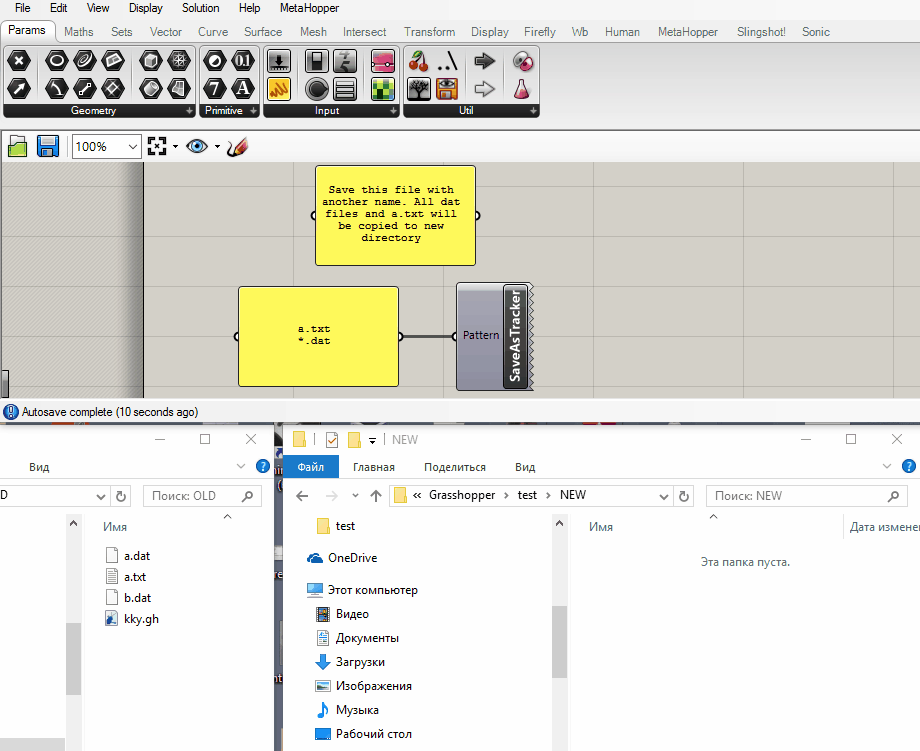 File Edit View Display Solution Help MetaHopper
Params Maths Sets Vector Curve Surface Mesh Intersect Transform Display Firefly Wb Human MetaHopper Slingshot! Sonic
0.1
7 A
Geometry Primitive Input Util
100%
Save this file with
another name. All dat
files and a.txt will
be copied to new
directory
a.txt
*.dat
Pattern
SaveAsTracker
Autosave complete (10 seconds ago)
Вид
D
Поиск: OLD
Имя
a.dat
a.txt
b.dat
kky.gh
NEW
Файл Главная Поделиться Вид
« Grasshopper › test › NEW
Поиск: NEW
test
OneDrive
Этот компьютер
Видео
Документы
Загрузки
Изображения
Музыка
Рабочий стол
Имя Дата изменен
Эта папка пуста.